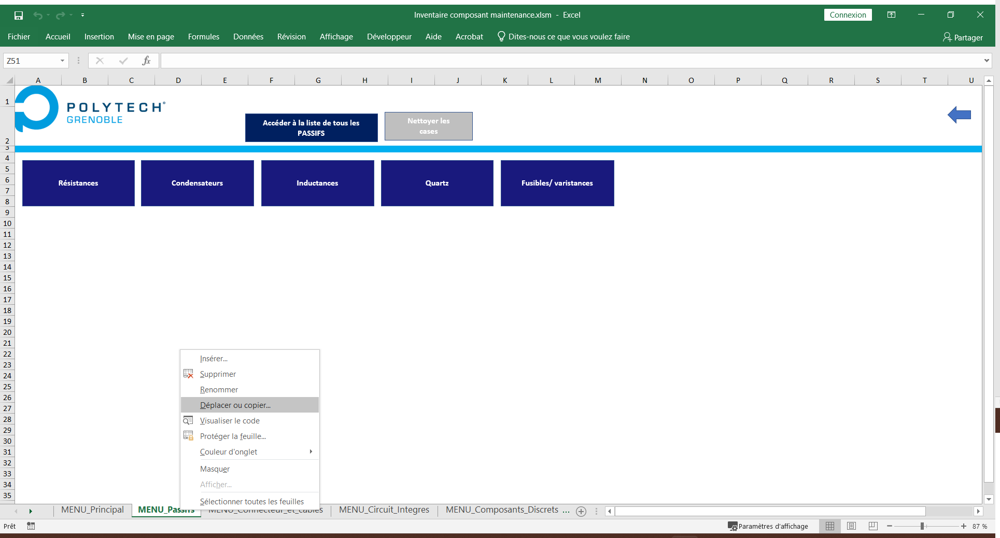 Inventaire composant maintenance.xlsm - Excel
Connexion
Fichier Accueil Insertion Mise en page Formules Données Révision Affichage Développeur Aide Acrobat Dites-nous ce que vous voulez faire Partager
Z51 fx
A B C D E F G H I J K L M N O P Q R S T U
1
POLYTECH
GRENOBLE
Accéder à la liste de tous les
PASSIFS
Nettoyer les
cases
2
3
4
5
6
7
8
Résistances Condensateurs Inductances Quartz Fusibles/ varistances
9
10
11
12
13
14
15
16
17
18
19
20
21
22
23
24
25
26
27
28
29
30
31
32
33
34
35
Insérer...
Supprimer
Renommer
Déplacer ou copier...
Visualiser le code
Protéger la feuille...
Couleur d'onglet
Masquer
Afficher...
Sélectionner toutes les feuilles
MENU_Principal MENU_Passifs MENU_Connecteur_et_cables MENU_Circuit_Integres MENU_Composants_Discrets ...
Prêt Paramètres d'affichage 87 %